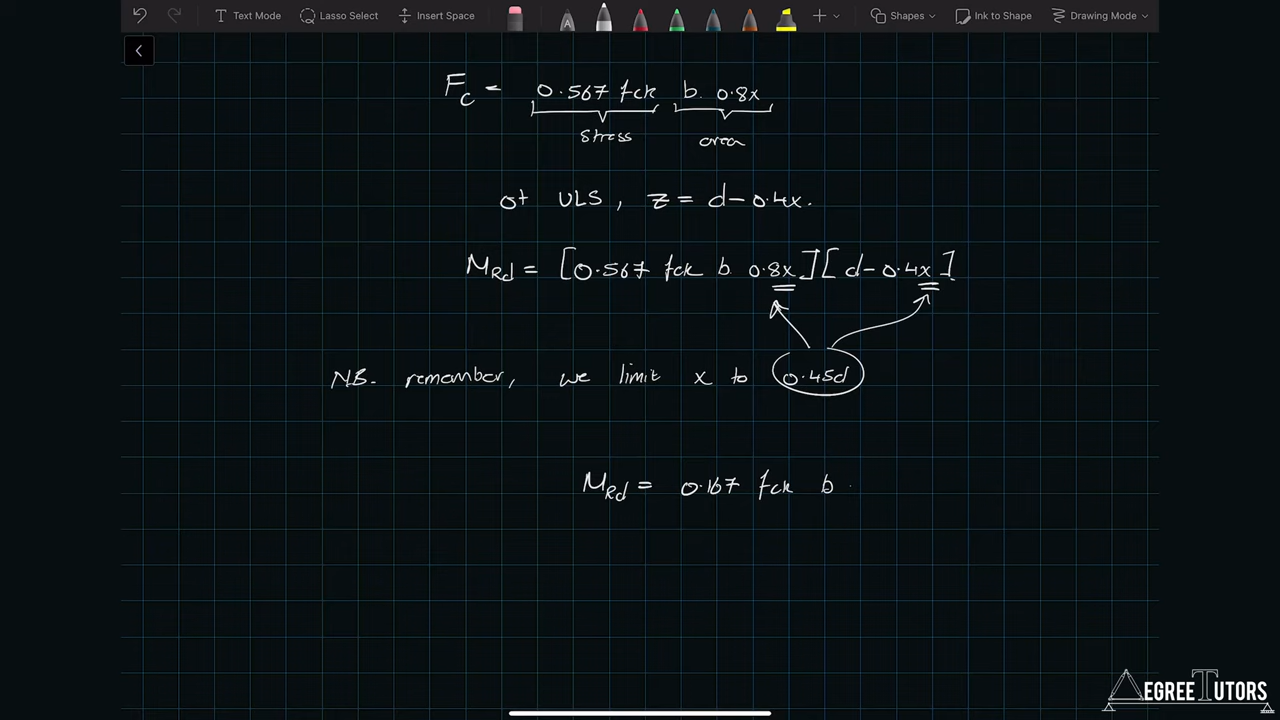 Text Mode Lasso Select Insert Space A Shapes Ink to Shape Drawing Mode
Fc = 0.567 fck b. 0.8x
stress area
at ULS, z = d - 0.4x.
MRd = [0.567 fck b 0.8x][d - 0.4x]
NB. remember, we limit x to 0.45d
MRd = 0.167 fck b
DEGREE TUTORS